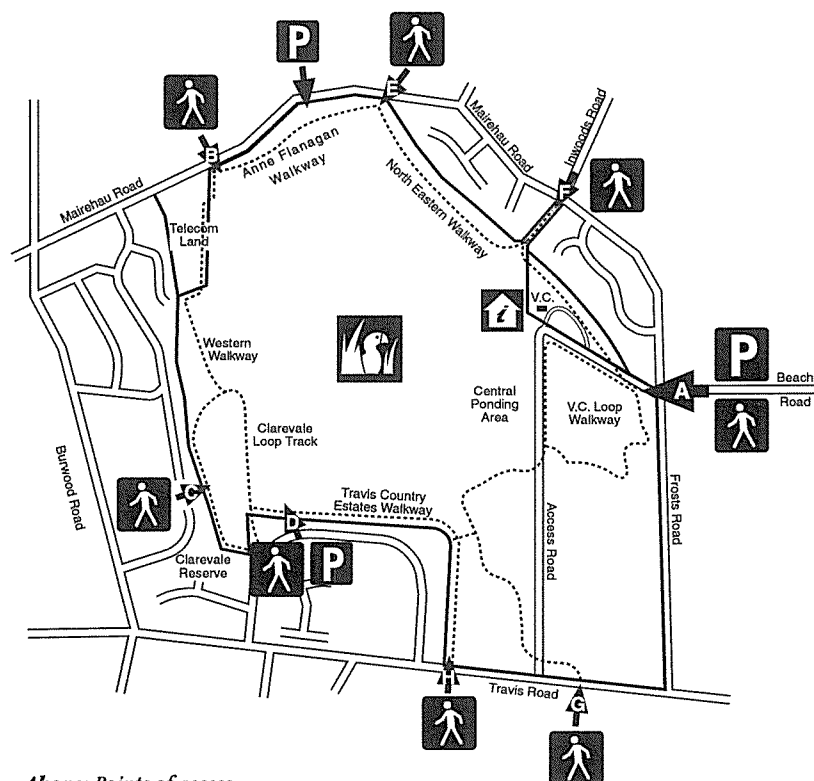 P
E
B
Mairehau Road
Inwoods Road
F
Anne Flanagan
Walkway
North Eastern Walkway
Mairehau Road
Telecom
Land
i
V.C.
Western
Walkway
P
A
Beach
Road
Central
Ponding
Area
V.C. Loop
Walkway
Clarevale
Loop Track
Burwood Road
C
Travis Country
Estates Walkway
D
Access Road
Frosts Road
Clarevale
Reserve
P
H
Travis Road
G
Above: Points of access